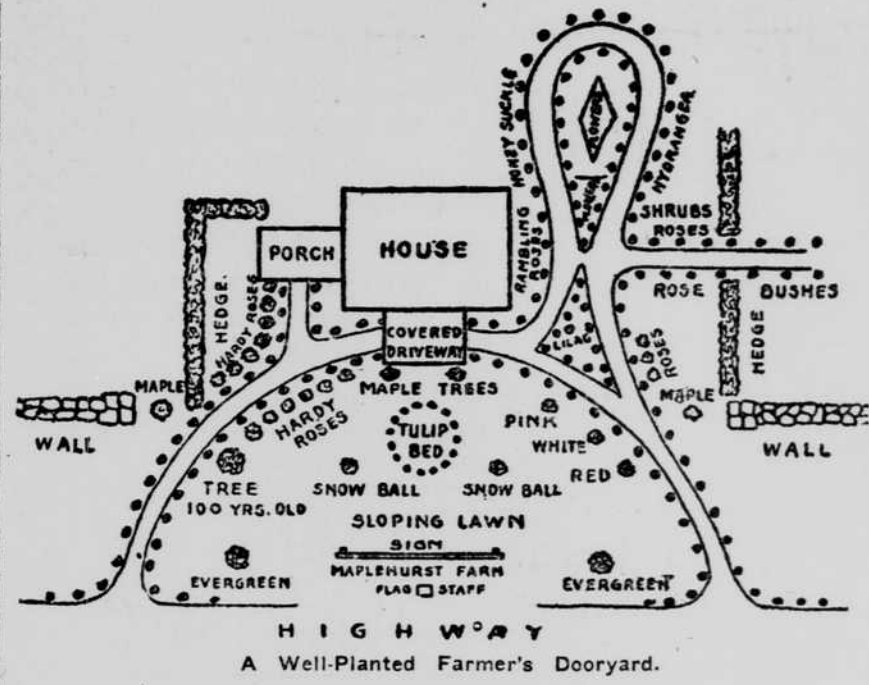 HONEY SUCKLE
HYDRANGER
SHRUBS
ROSES
RAMBLING
ROSES
PORCH
HOUSE
ROSE BUSHES
HEDGE.
HARDY ROSES
COVERED
DRIVEWAY
LILAC
ROSES
HEDGE
MAPLE
MAPLE TREES
MAPLE
WALL
HARDY
ROSES
TULIP
BED
PINK
WHITE
RED
WALL
TREE
100 YRS. OLD
SNOW BALL
SNOW BALL
SLOPING LAWN
SIGN
MAPLEHURST FARM
FLAG STAFF
EVERGREEN
EVERGREEN
HIGHWAY
A Well-Planted Farmer's Dooryard.